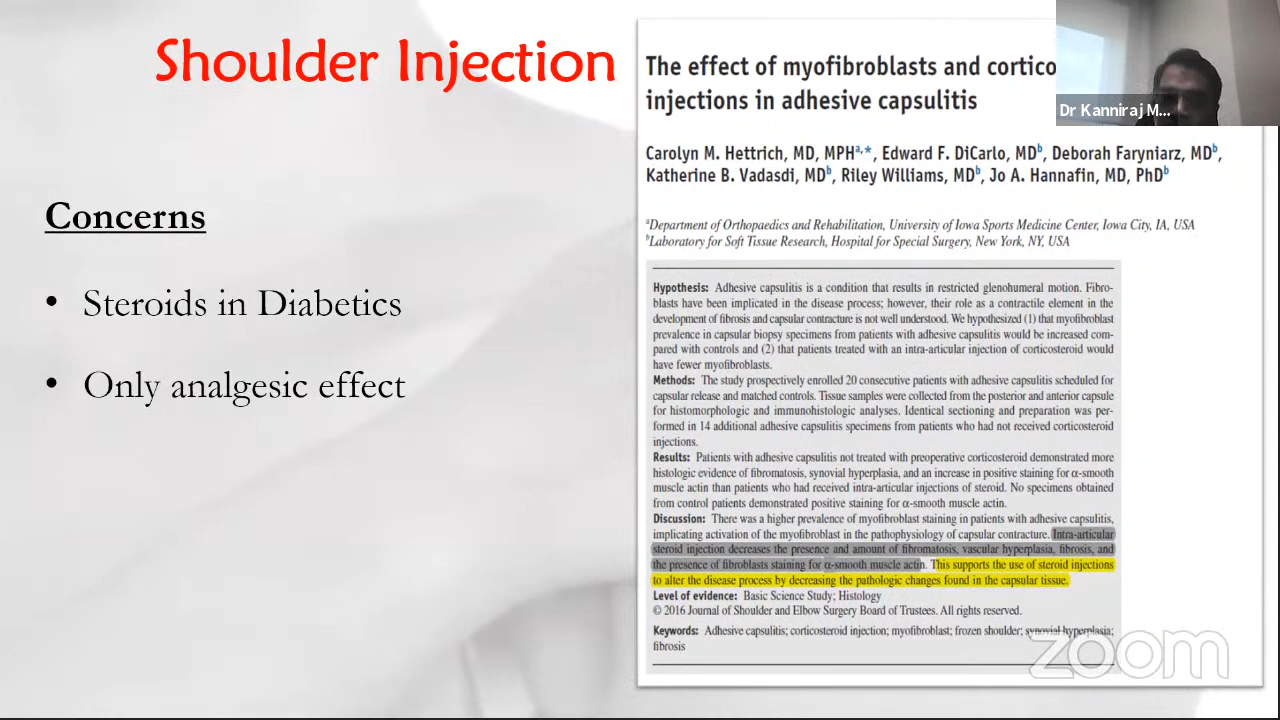 Shoulder Injection
Concerns
• Steroids in Diabetics
• Only analgesic effect
The effect of myofibroblasts and cortico
injections in adhesive capsulitis
Carolyn M. Hettrich, MD, MPHa,*, Edward F. DiCarlo, MDb, Deborah Faryniarz, MDb,
Katherine B. Vadasdi, MDb, Riley Williams, MDb, Jo A. Hannafin, MD, PhDb
aDepartment of Orthopaedics and Rehabilitation, University of Iowa Sports Medicine Center, Iowa City, IA, USA
bLaboratory for Soft Tissue Research, Hospital for Special Surgery, New York, NY, USA
Hypothesis: Adhesive capsulitis is a condition that results in restricted glenohumeral motion. Fibro-
blasts have been implicated in the disease process; however, their role as a contractile element in the
development of fibrosis and capsular contracture is not well understood. We hypothesized (1) that myofibroblast
prevalence in capsular biopsy specimens from patients with adhesive capsulitis would be increased com-
pared with controls and (2) that patients treated with an intra-articular injection of corticosteroid would
have fewer myofibroblasts.
Methods: The study prospectively enrolled 20 consecutive patients with adhesive capsulitis scheduled for
capsular release and matched controls. Tissue samples were collected from the posterior and anterior capsule
for histomorphologic and immunohistologic analyses. Identical sectioning and preparation was per-
formed in 14 additional adhesive capsulitis specimens from patients who had not received corticosteroid
injections.
Results: Patients with adhesive capsulitis not treated with preoperative corticosteroid demonstrated more
histologic evidence of fibromatosis, synovial hyperplasia, and an increase in positive staining for α-smooth
muscle actin than patients who had received intra-articular injections of steroid. No specimens obtained
from control patients demonstrated positive staining for α-smooth muscle actin.
Discussion: There was a higher prevalence of myofibroblast staining in patients with adhesive capsulitis,
implicating activation of the myofibroblast in the pathophysiology of capsular contracture. Intra-articular
steroid injection decreases the presence and amount of fibromatosis, vascular hyperplasia, fibrosis, and
the presence of fibroblasts staining for α-smooth muscle actin. This supports the use of steroid injections
to alter the disease process by decreasing the pathologic changes found in the capsular tissue.
Level of evidence: Basic Science Study; Histology
© 2016 Journal of Shoulder and Elbow Surgery Board of Trustees. All rights reserved.
Keywords: Adhesive capsulitis; corticosteroid injection; myofibroblast; frozen shoulder; synovial hyperplasia;
fibrosis
Dr Kanniraj M...
zoom